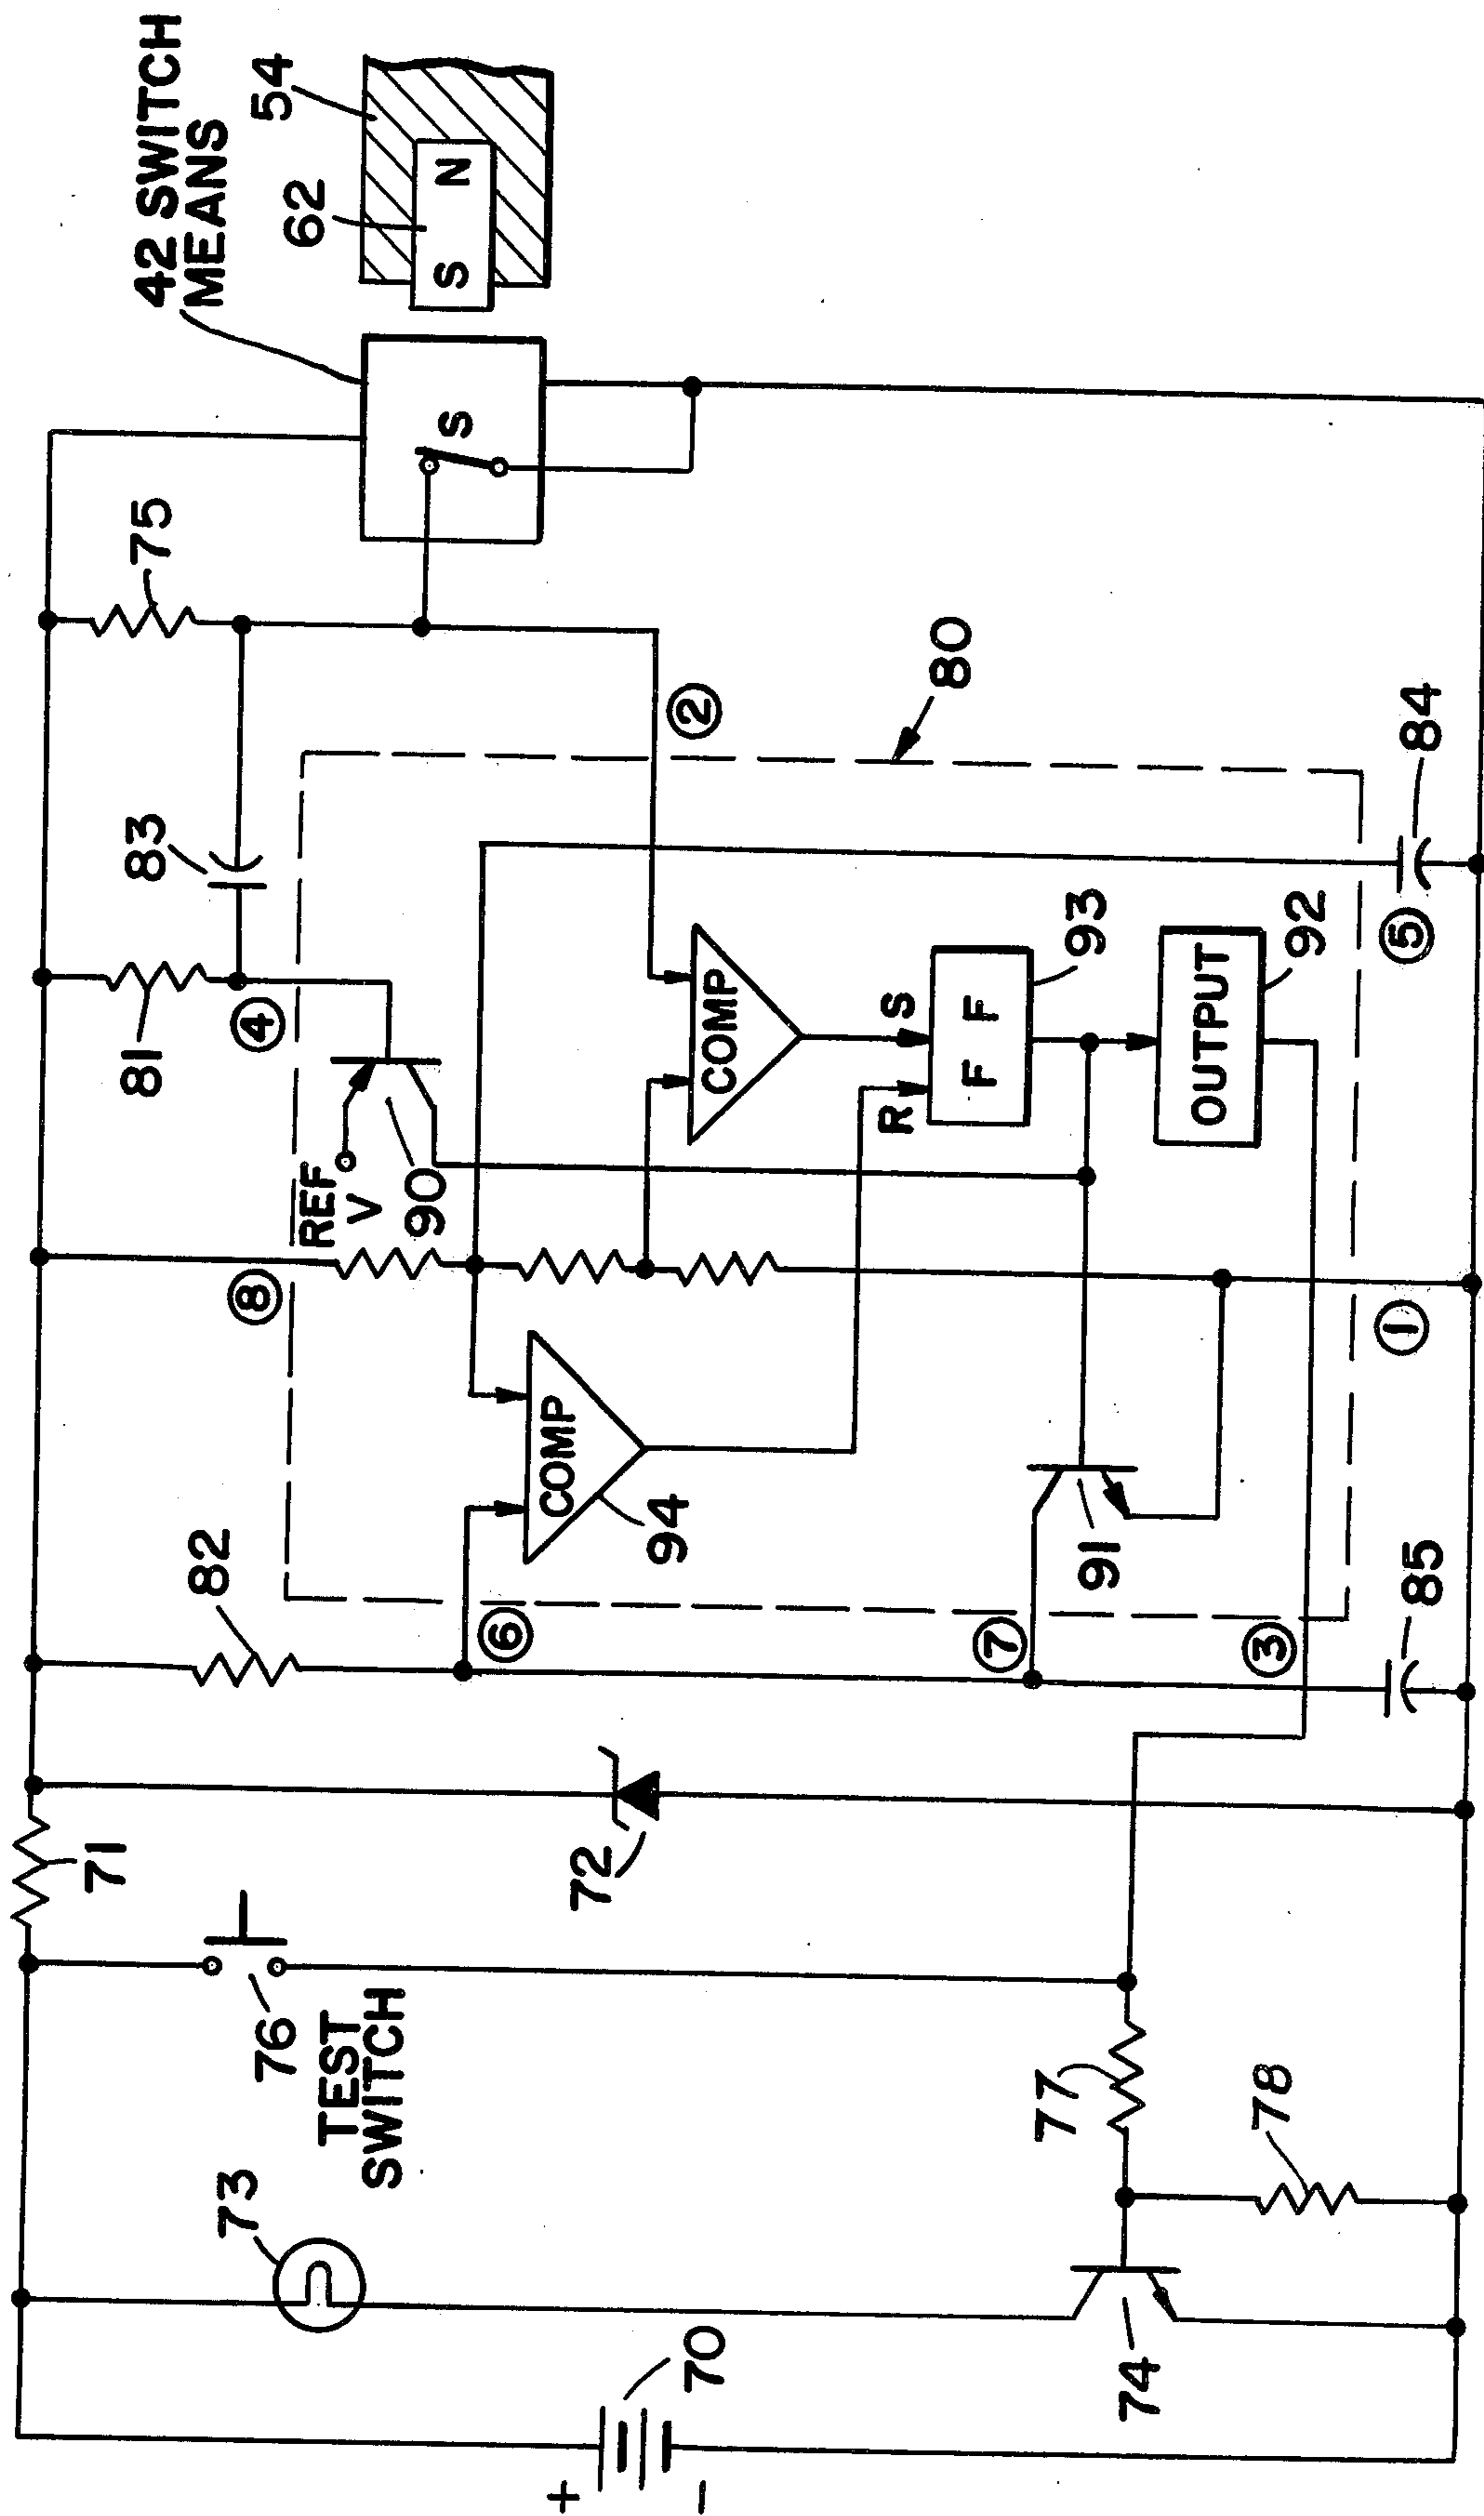 42 SWITCH
MEANS
54
62
S
N
S
75
83
81
④
②
80
REF
V
90
⑧
COMP
COMP
94
S
R
F F
93
OUTPUT
92
⑤
84
①
82
⑥
⑦
91
③
85
71
72
76
TEST
SWITCH
73
77
78
74
70
+
-